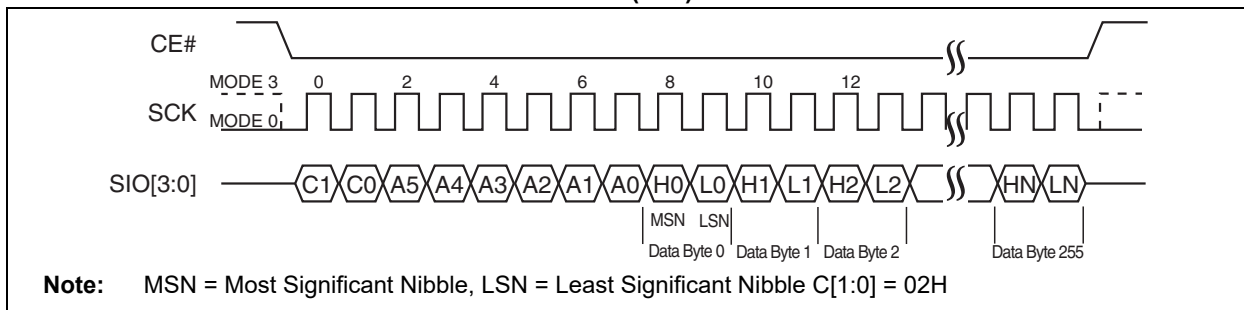 CE#
MODE 3 0 2 4 6 8 10 12
SCK MODE 0
SIO[3:0] C1 C0 A5 A4 A3 A2 A1 A0 H0 L0 H1 L1 H2 L2 HN LN
MSN LSN
Data Byte 0 Data Byte 1 Data Byte 2 Data Byte 255
Note: MSN = Most Significant Nibble, LSN = Least Significant Nibble C[1:0] = 02H